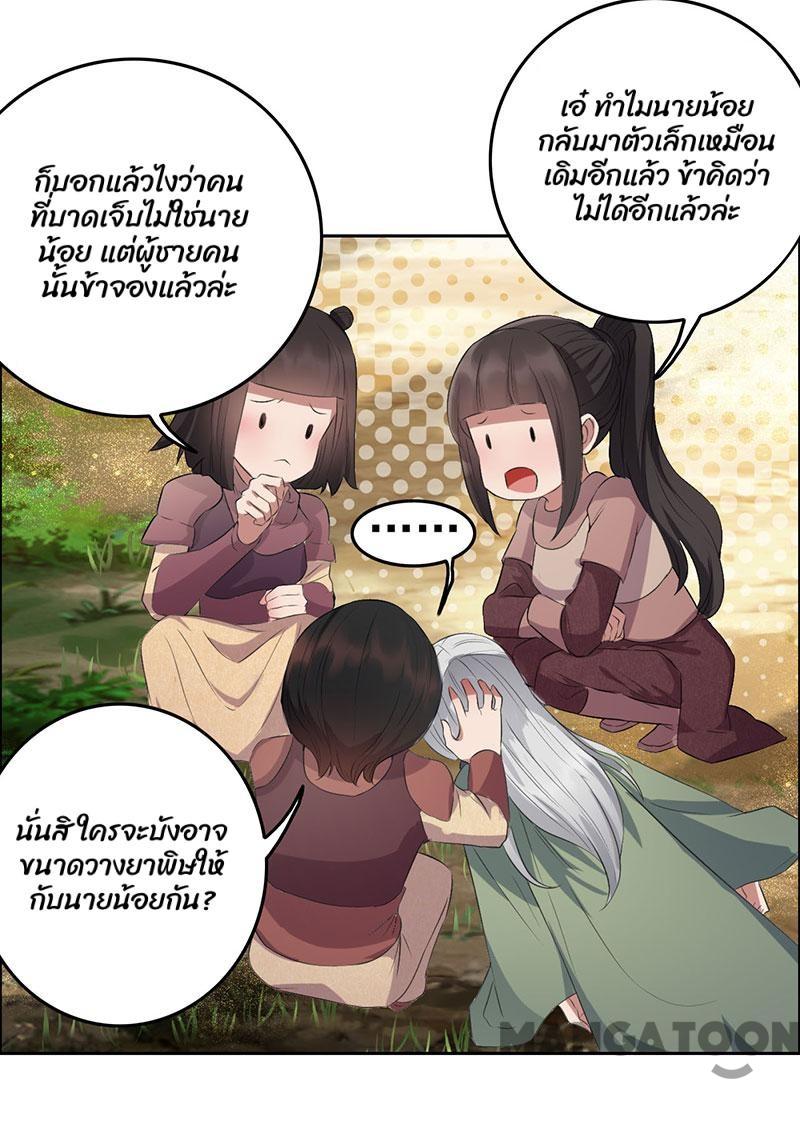 เอ๋ ทำไมนายน้อย
กลับมาตัวเล็กเหมือน
เดิมอีกแล้ว ข้าคิดว่า
ไม่ได้อีกแล้วล่ะ
ก็บอกแล้วไงว่าคน
ที่บาดเจ็บไม่ใช่นาย
น้อย แต่ผู้ชายคน
นั้นข้าจองแล้วล่ะ
......
นั่นสิ ใครจะบังอาจ
ขนาดวางยาพิษให้
กับนายน้อยกัน?
MANGATOON